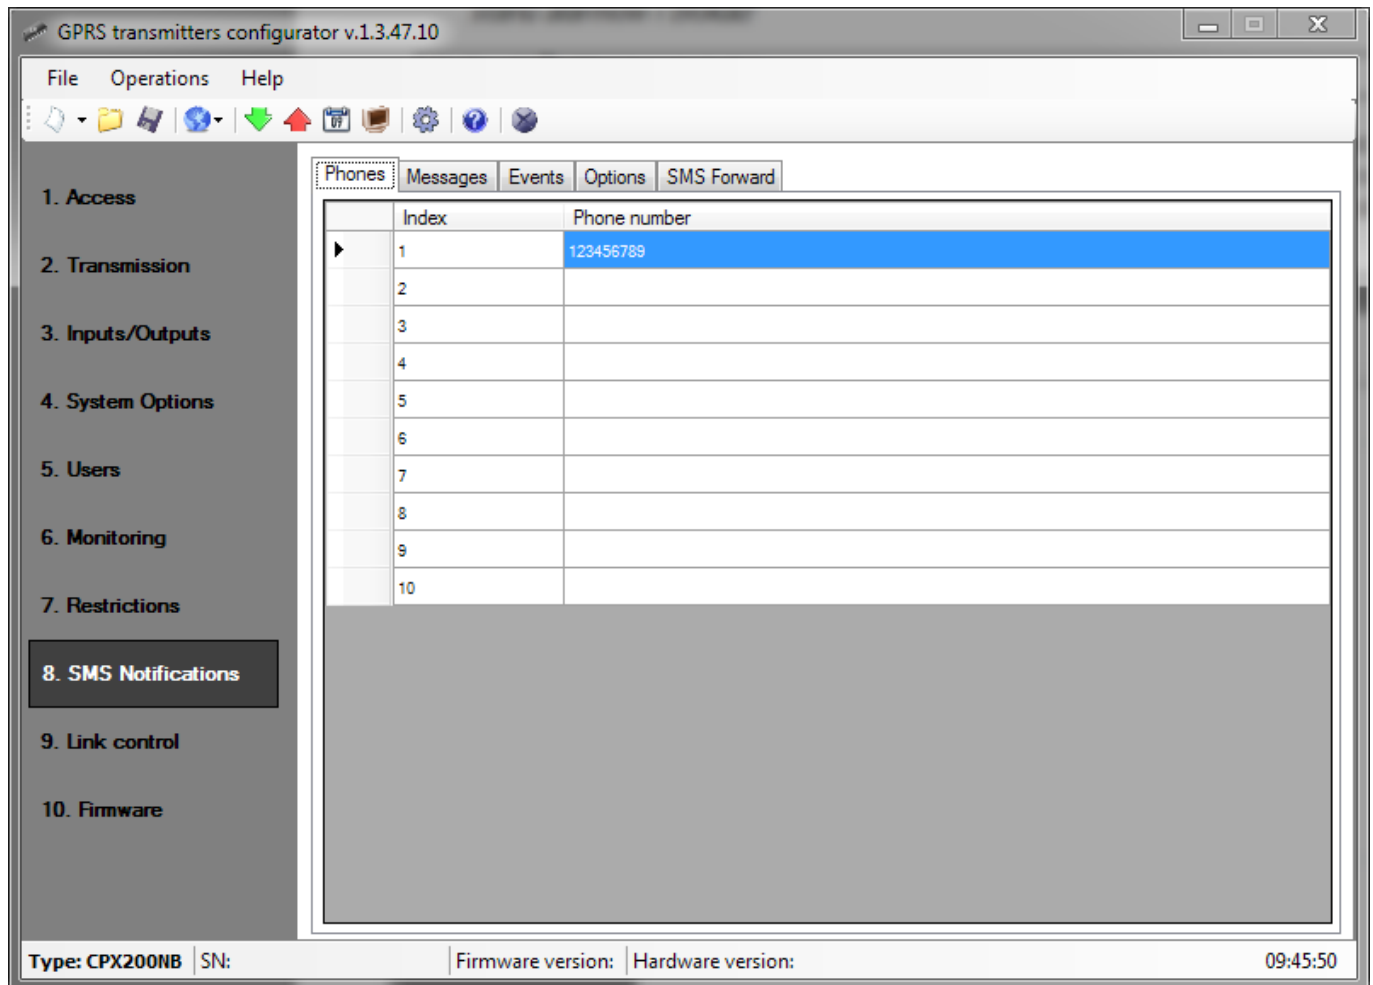 GPRS transmitters configurator v.1.3.47.10
File Operations Help
Phones Messages Events Options SMS Forward
Index Phone number
1 123456789
2
3
4
5
6
7
8
9
10
1. Access
2. Transmission
3. Inputs/Outputs
4. System Options
5. Users
6. Monitoring
7. Restrictions
8. SMS Notifications
9. Link control
10. Firmware
Type: CPX200NB SN: Firmware version: Hardware version: 09:45:50